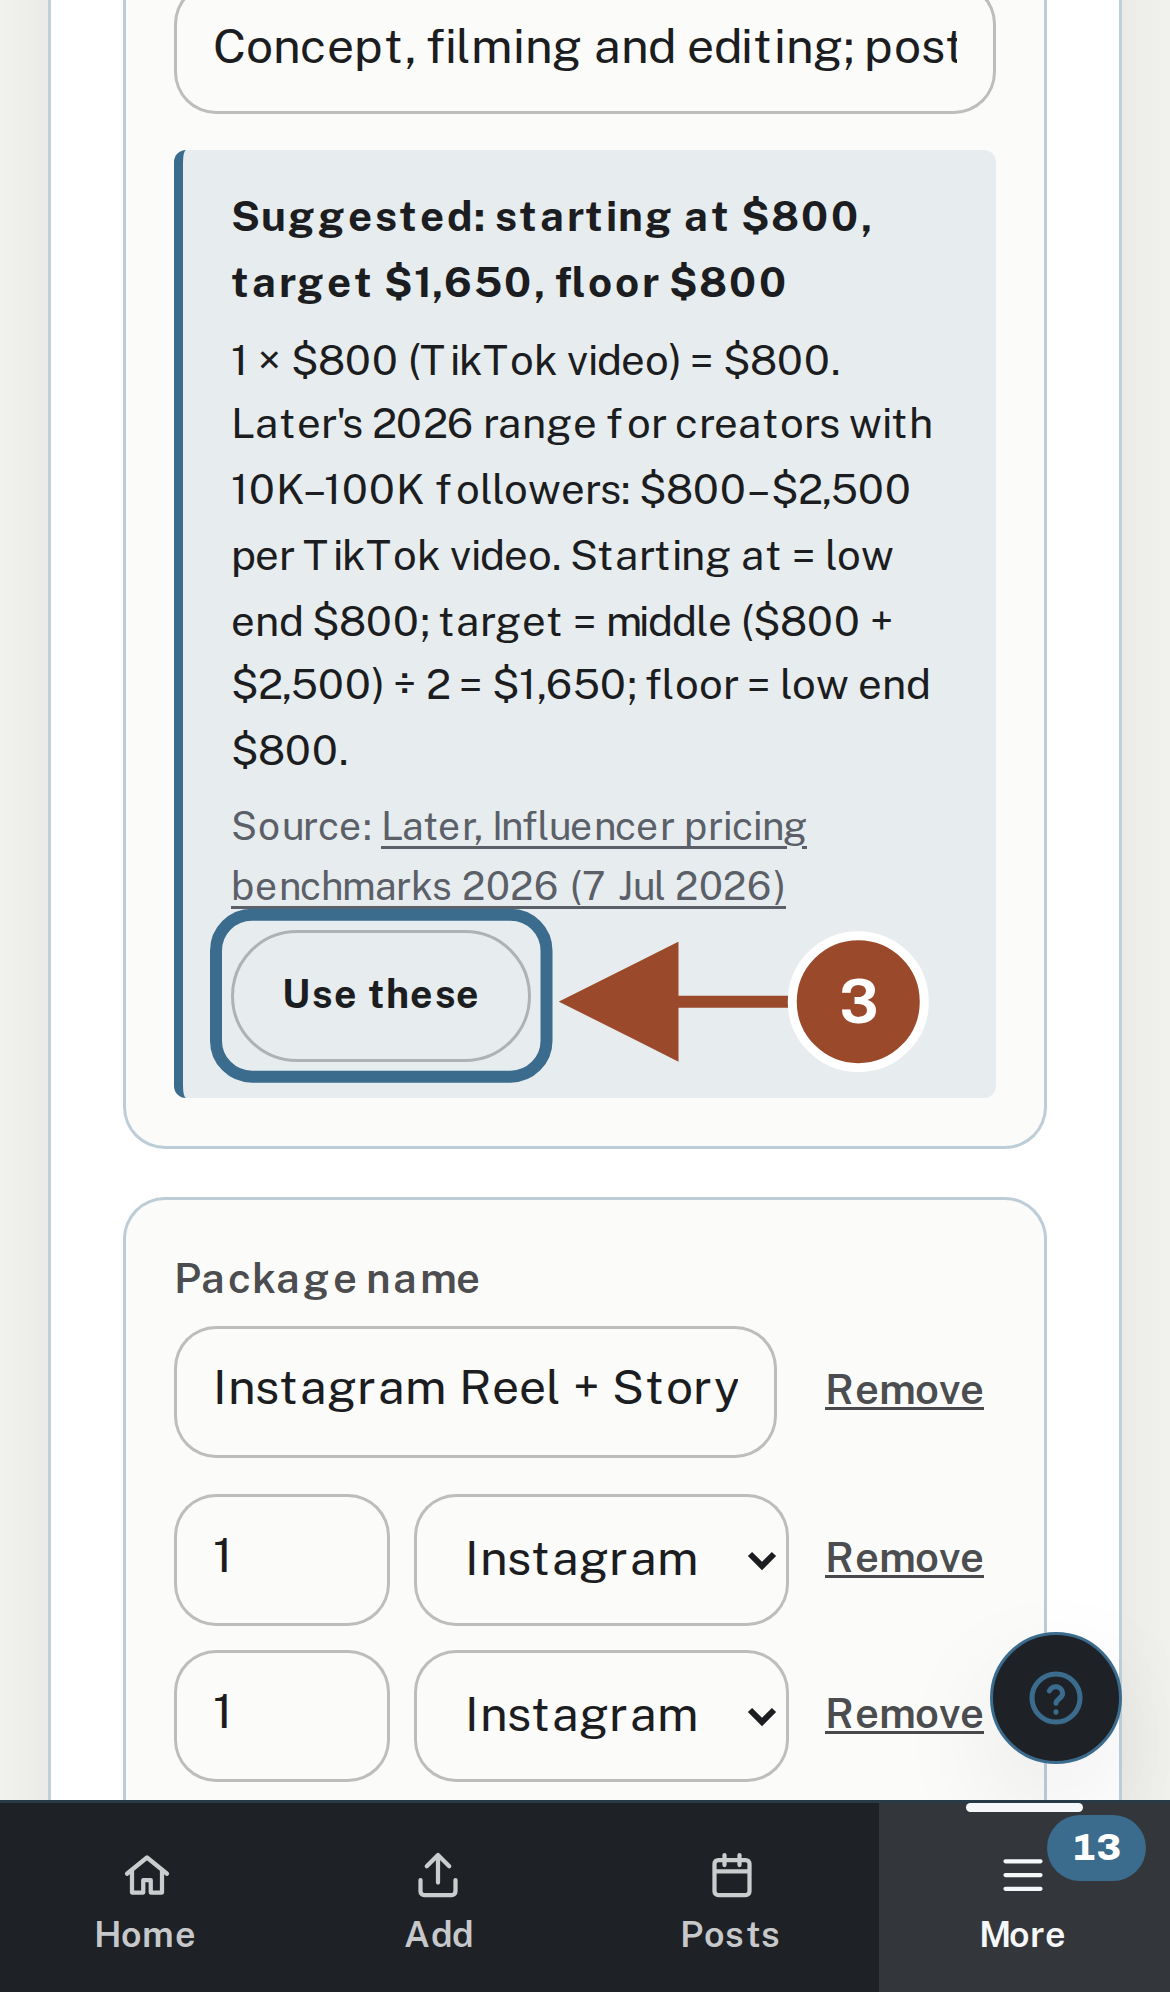 Concept, filming and editing; post
Suggested: starting at $800,
target $1,650, floor $800
1 × $800 (TikTok video) = $800.
Later's 2026 range for creators with
10K–100K followers: $800–$2,500
per TikTok video. Starting at = low
end $800; target = middle ($800 +
$2,500) ÷ 2 = $1,650; floor = low end
$800.
Source: Later, Influencer pricing
benchmarks 2026 (7 Jul 2026)
Use these
3
Package name
Instagram Reel + Story
Remove
1
Instagram
Remove
1
Instagram
Remove
13
Home
Add
Posts
More